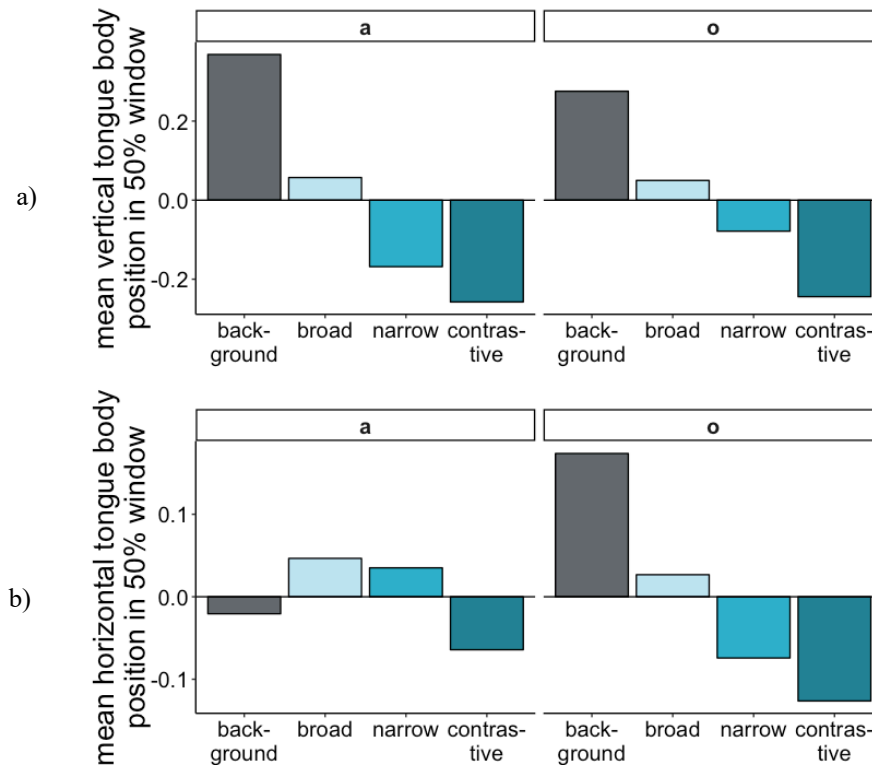 a)
mean vertical tongue body
position in 50% window
a
o
0.2
0.0
-0.2
back-
ground
broad
narrow
contras-
tive
back-
ground
broad
narrow
contras-
tive
b)
mean horizontal tongue body
position in 50% window
a
o
0.1
0.0
-0.1
back-
ground
broad
narrow
contras-
tive
back-
ground
broad
narrow
contras-
tive